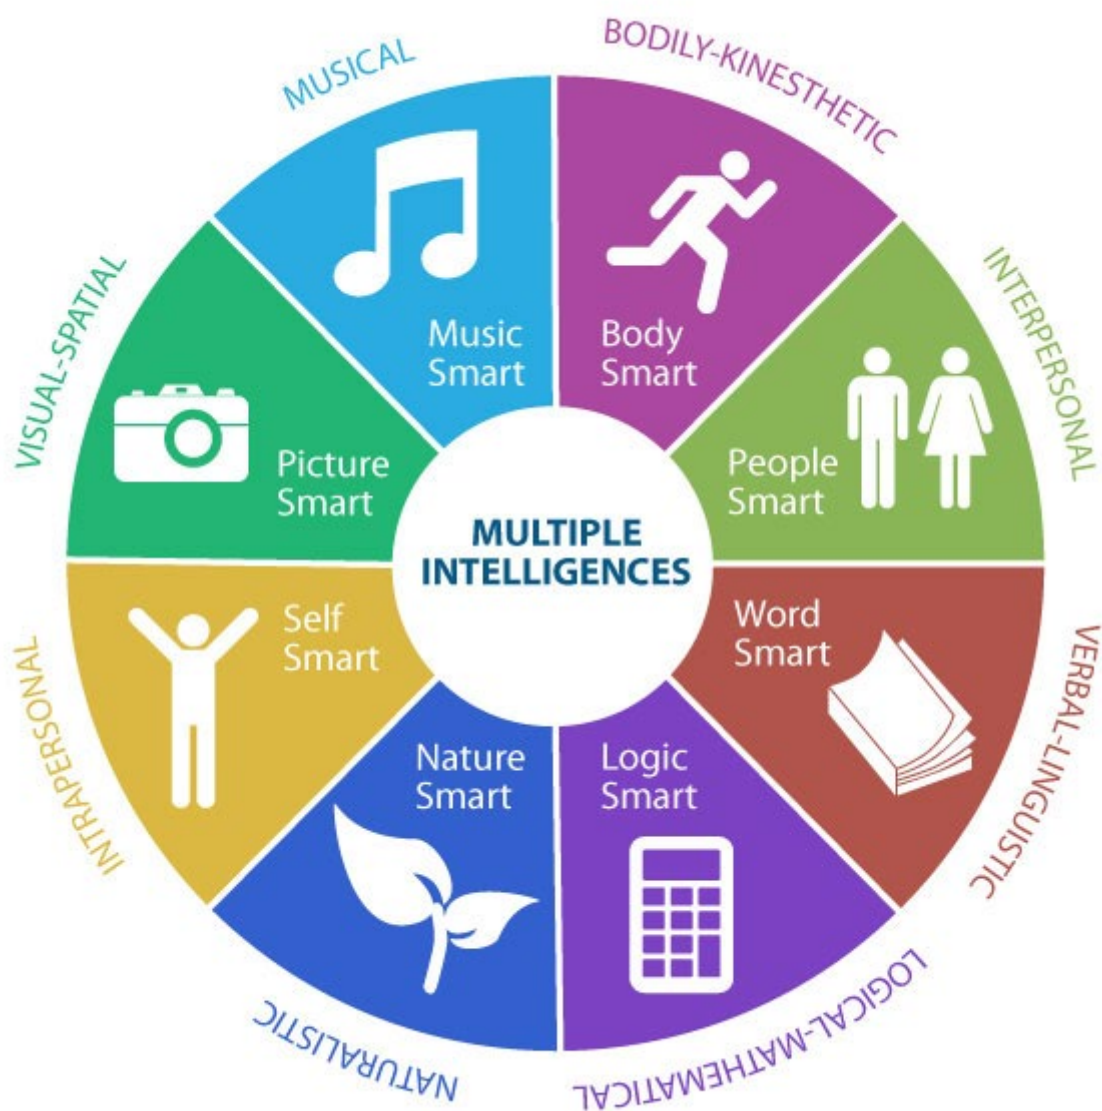 MUSICAL
BODILY-KINESTHETIC
INTERPERSONAL
VERBAL-LINGUISTIC
LOGICAL-MATHEMATICAL
NATURALISTIC
INTRAPERSONAL
VISUAL-SPATIAL
Music
Smart
Body
Smart
People
Smart
Word
Smart
Logic
Smart
Nature
Smart
Self
Smart
Picture
Smart
MULTIPLE
INTELLIGENCES